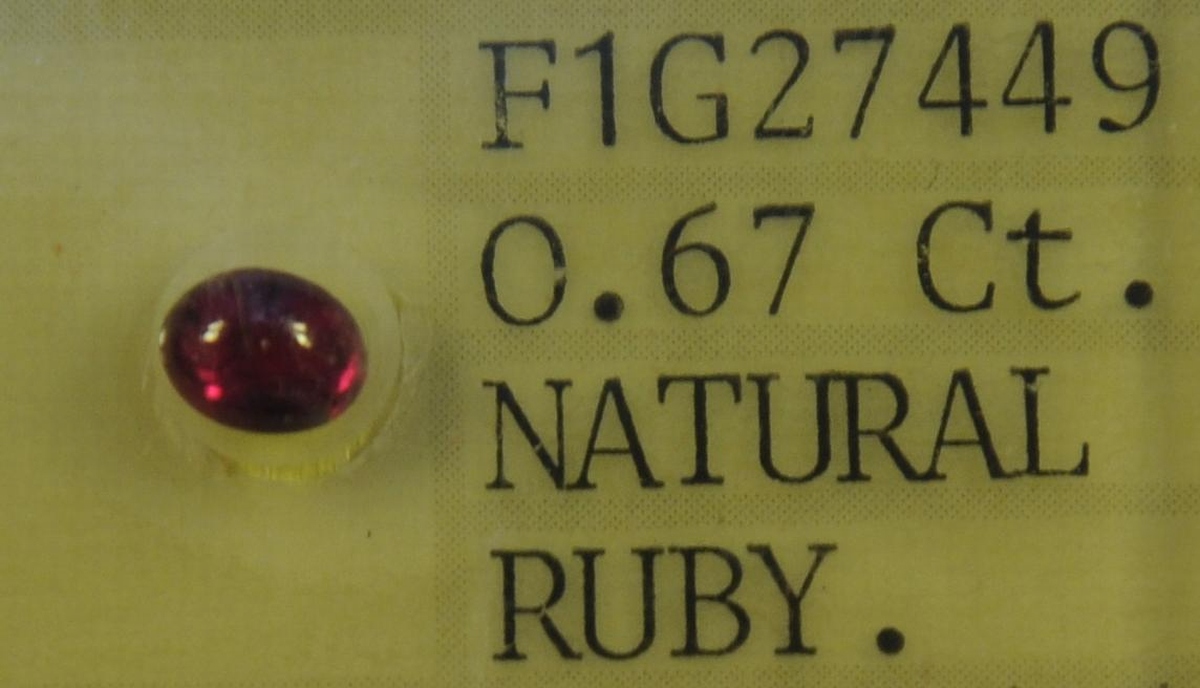 F1G27449
0.67 Ct.
NATURAL
RUBY.